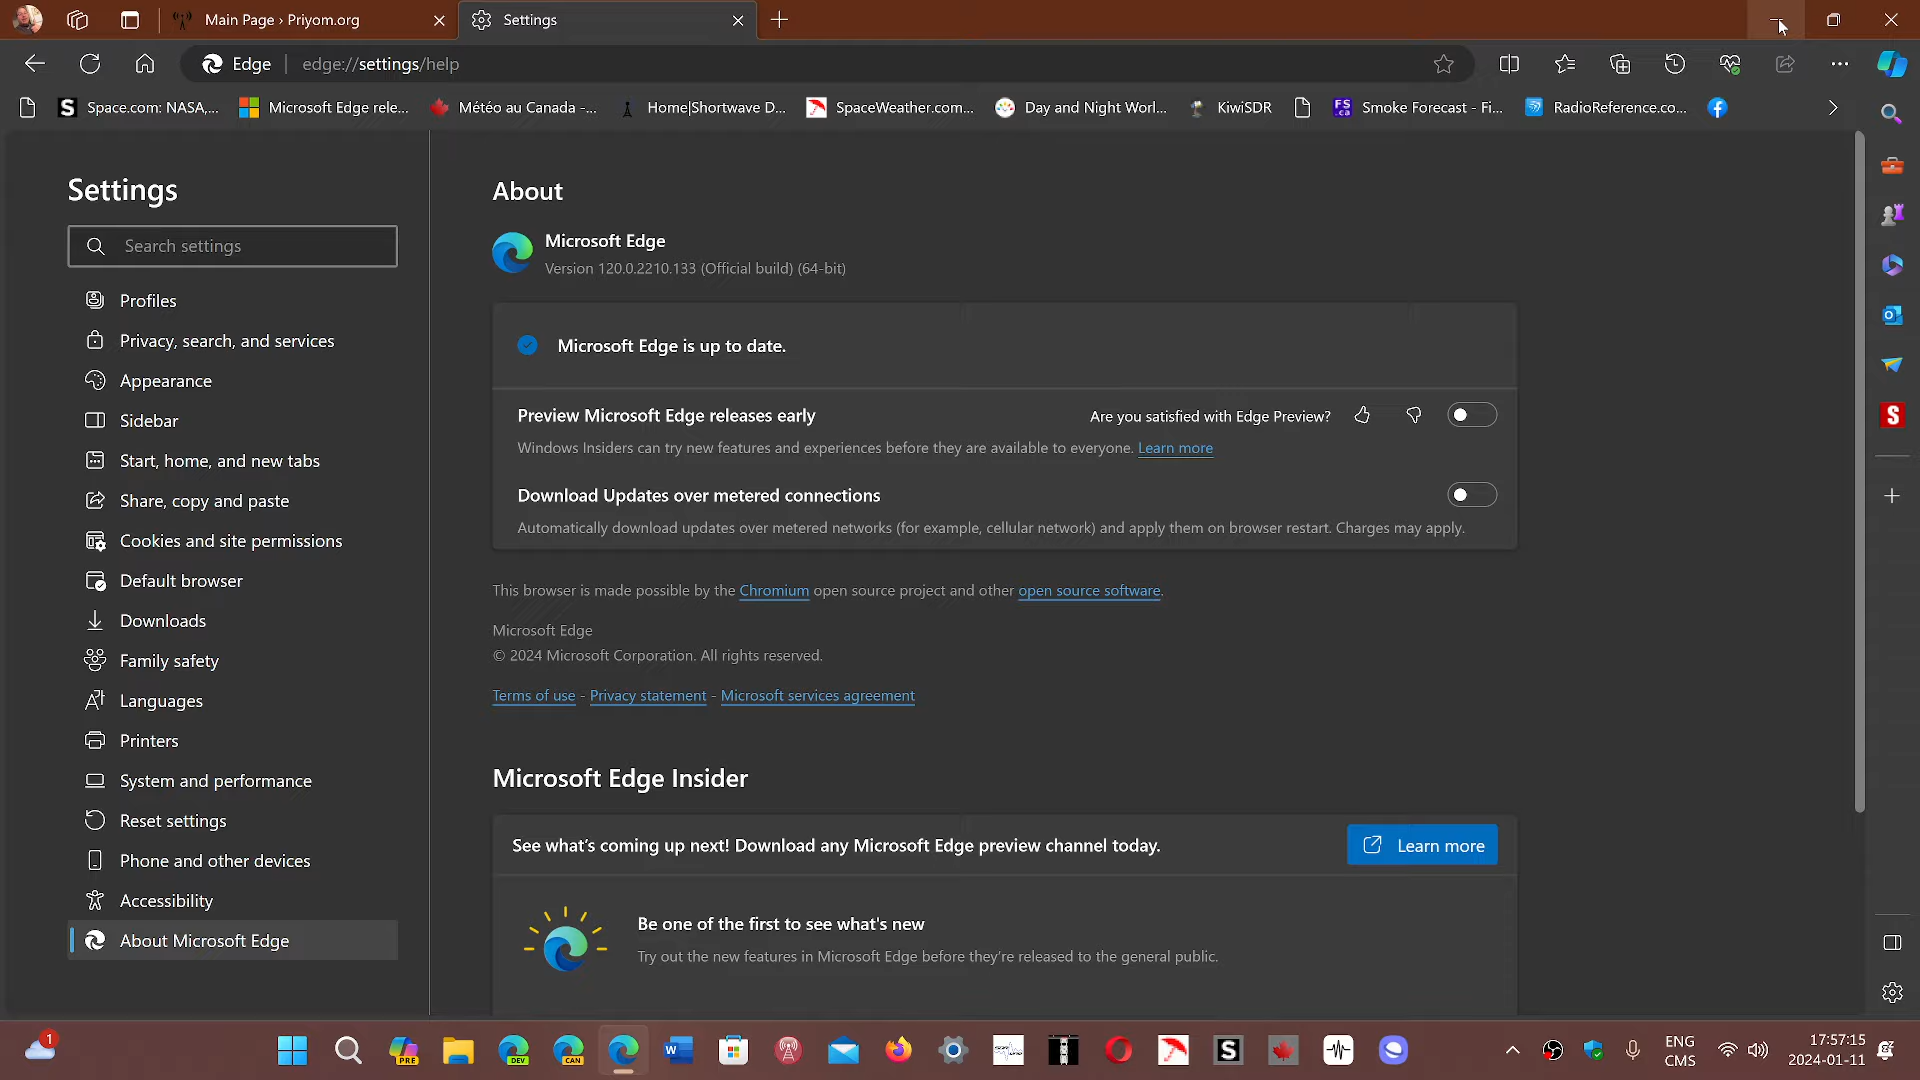 Main Page › Priyom.org
Settings
Edge
edge://settings/help
Space.com: NASA,...
Microsoft Edge rele...
Météo au Canada -...
Home|Shortwave D...
SpaceWeather.com...
Day and Night Worl...
KiwiSDR
FS.ca
Smoke Forecast - Fi...
RadioReference.co...
Settings
Search settings
Profiles
Privacy, search, and services
Appearance
Sidebar
Start, home, and new tabs
Share, copy and paste
Cookies and site permissions
Default browser
Downloads
Family safety
Languages
Printers
System and performance
Reset settings
Phone and other devices
Accessibility
About Microsoft Edge
About
Microsoft Edge
Version 120.0.2210.133 (Official build) (64-bit)
Microsoft Edge is up to date.
Preview Microsoft Edge releases early
Are you satisfied with Edge Preview?
Windows Insiders can try new features and experiences before they are available to everyone. Learn more
Download Updates over metered connections
Automatically download updates over metered networks (for example, cellular network) and apply them on browser restart. Charges may apply.
This browser is made possible by the Chromium open source project and other open source software.
Microsoft Edge
© 2024 Microsoft Corporation. All rights reserved.
Terms of use - Privacy statement - Microsoft services agreement
Microsoft Edge Insider
See what's coming up next! Download any Microsoft Edge preview channel today.
Learn more
Be one of the first to see what's new
Try out the new features in Microsoft Edge before they're released to the general public.
1
PRE
DEV
CAN
ENG
CMS
17:57:15
2024-01-11